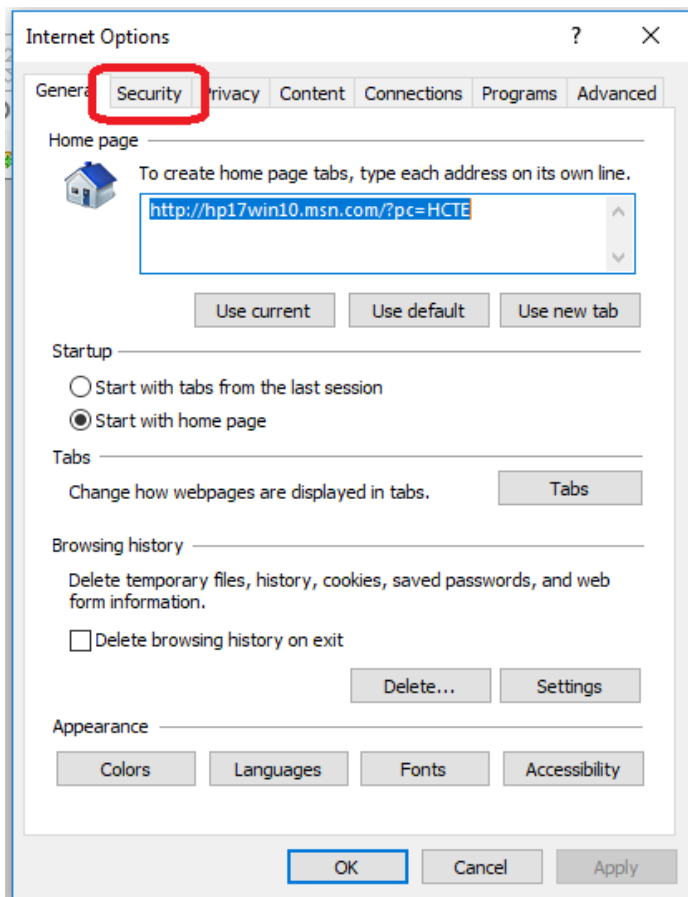 Internet Options
?
General Security Privacy Content Connections Programs Advanced
Home page
To create home page tabs, type each address on its own line.
http://hp17win10.msn.com/?pc=HCTE
Use current Use default Use new tab
Startup
Start with tabs from the last session
Start with home page
Tabs
Change how webpages are displayed in tabs. Tabs
Browsing history
Delete temporary files, history, cookies, saved passwords, and web
form information.
Delete browsing history on exit
Delete... Settings
Appearance
Colors Languages Fonts Accessibility
OK Cancel Apply